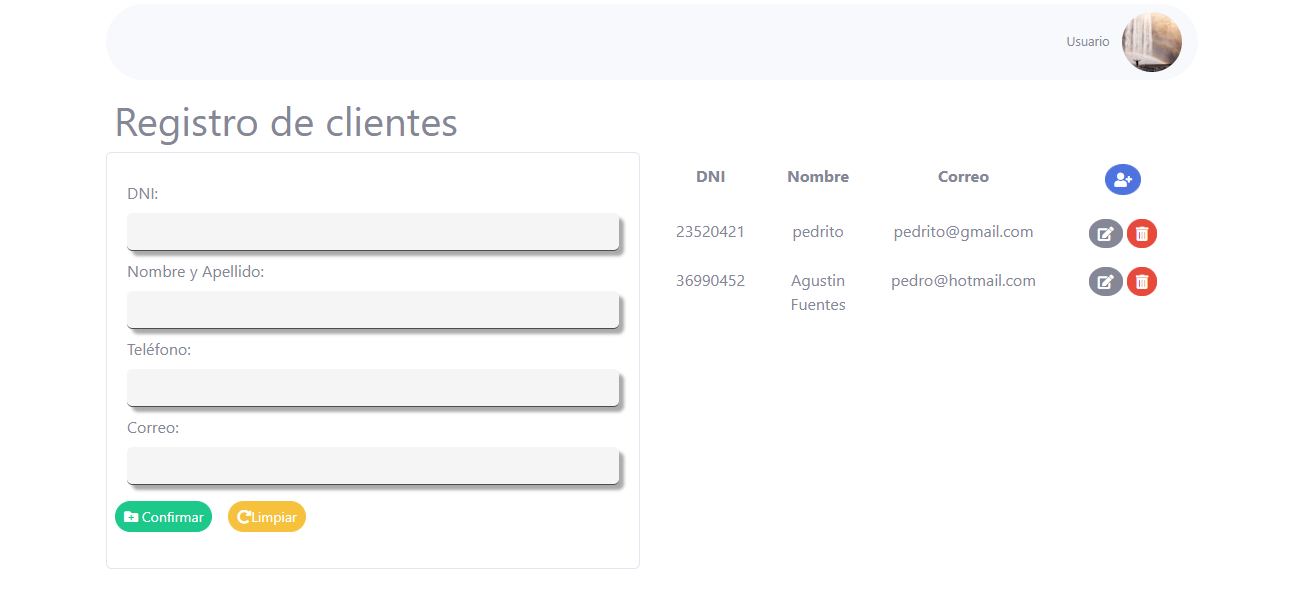 Usuario
Registro de clientes
DNI:
Nombre y Apellido:
Teléfono:
Correo:
Confirmar
Limpiar
DNI Nombre Correo
23520421 pedrito pedrito@gmail.com
36990452 Agustin pedro@hotmail.com
Fuentes